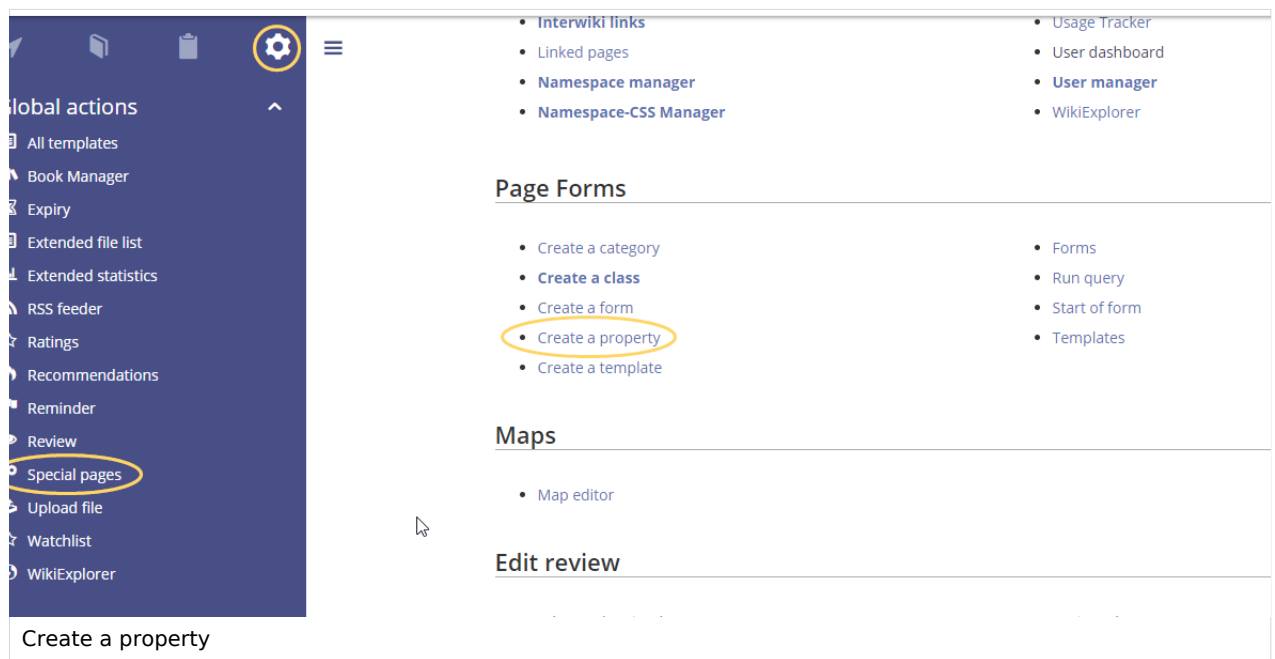 Global actions
All templates
Book Manager
Expiry
Extended file list
Extended statistics
RSS feeder
Ratings
Recommendations
Reminder
Review
Special pages
Upload file
Watchlist
WikiExplorer
Interwiki links
Linked pages
Namespace manager
Namespace-CSS Manager
Usage Tracker
User dashboard
User manager
WikiExplorer
Page Forms
Create a category
Create a class
Create a form
Create a property
Create a template
Forms
Run query
Start of form
Templates
Maps
Map editor
Edit review
Create a property